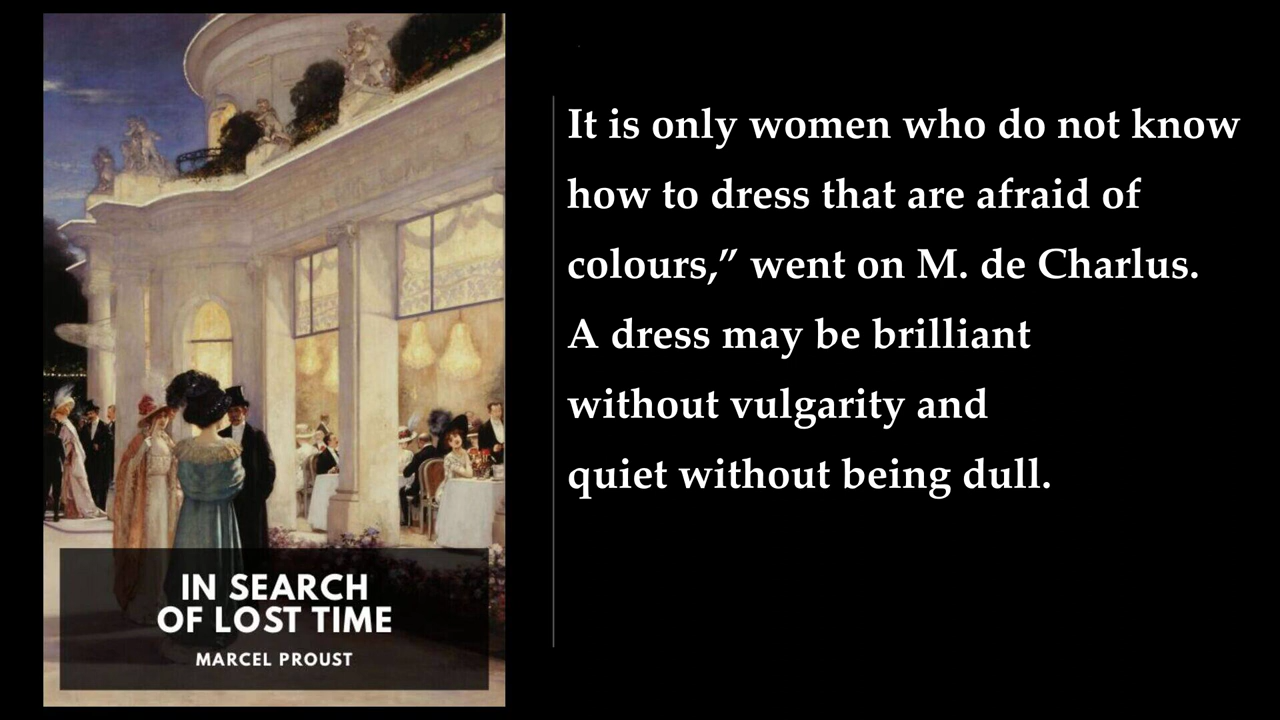 IN SEARCH
OF LOST TIME
MARCEL PROUST
It is only women who do not know
how to dress that are afraid of
colours,” went on M. de Charlus.
A dress may be brilliant
without vulgarity and
quiet without being dull.